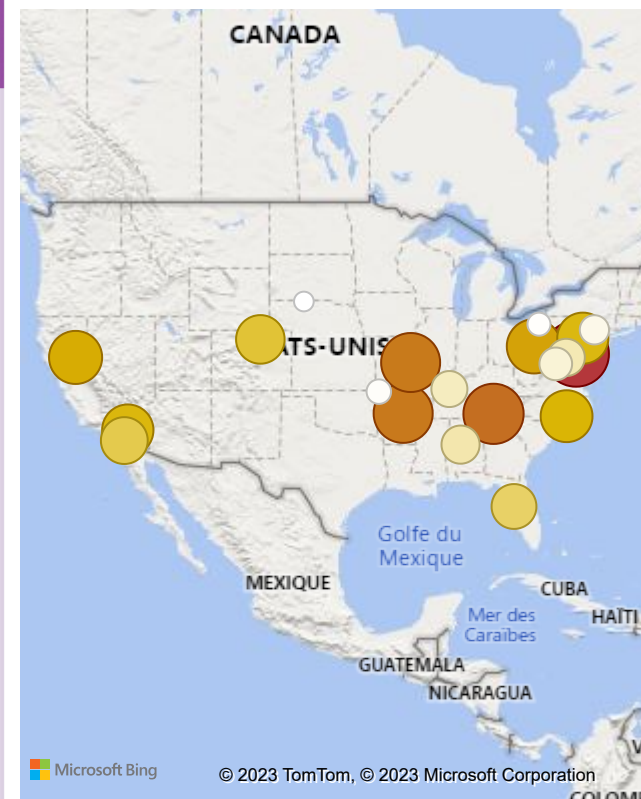 CANADA
ATS-UNIS
Golfe du
Mexique
MEXIQUE
CUBA
HAÏTI
Mer des
Caraïbes
GUATEMALA
NICARAGUA
Microsoft Bing
© 2023 TomTom, © 2023 Microsoft Corporation